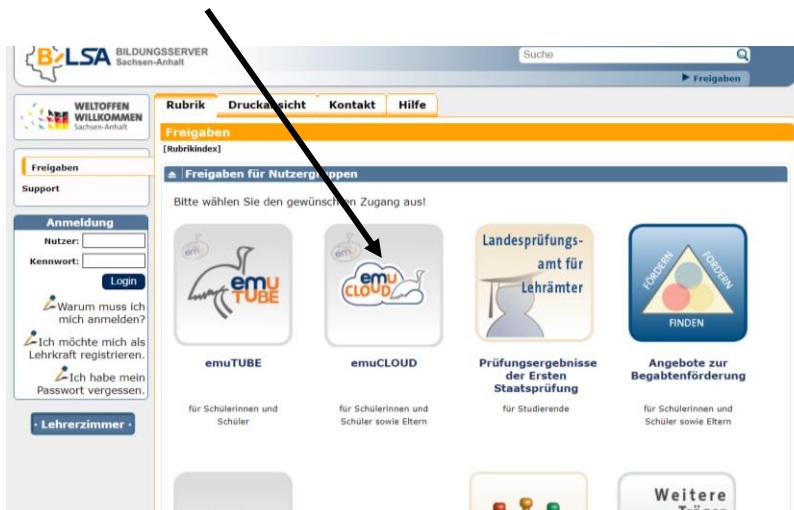 B LSA BILDUNGSSERVER
Sachsen-Anhalt
Suche
Freigaben
WELTOFFEN
WILLKOMMEN
Sachsen-Anhalt
Rubrik Druckansicht Kontakt Hilfe
Freigaben
[Rubrikindex]
Freigaben
Support
Freigaben für Nutzergruppen
Bitte wählen Sie den gewünschten Zugang aus!
Anmeldung
Nutzer:
Kennwort:
Login
Warum muss ich
mich anmelden?
Ich möchte mich als
Lehrkraft registrieren.
Ich habe mein
Passwort vergessen.
· Lehrerzimmer ·
emu
emu
TUBE
emuTUBE
für Schülerinnen und
Schüler
emu
emu
CLOUD
emuCLOUD
für Schülerinnen und
Schüler sowie Eltern
Landesprüfungs-
amt für
Lehrämter
Prüfungsergebnisse
der Ersten
Staatsprüfung
für Studierende
FÖRDERN
FORDERN
FINDEN
Angebote zur
Begabtenförderung
für Schülerinnen und
Schüler sowie Eltern
Weitere
Träger